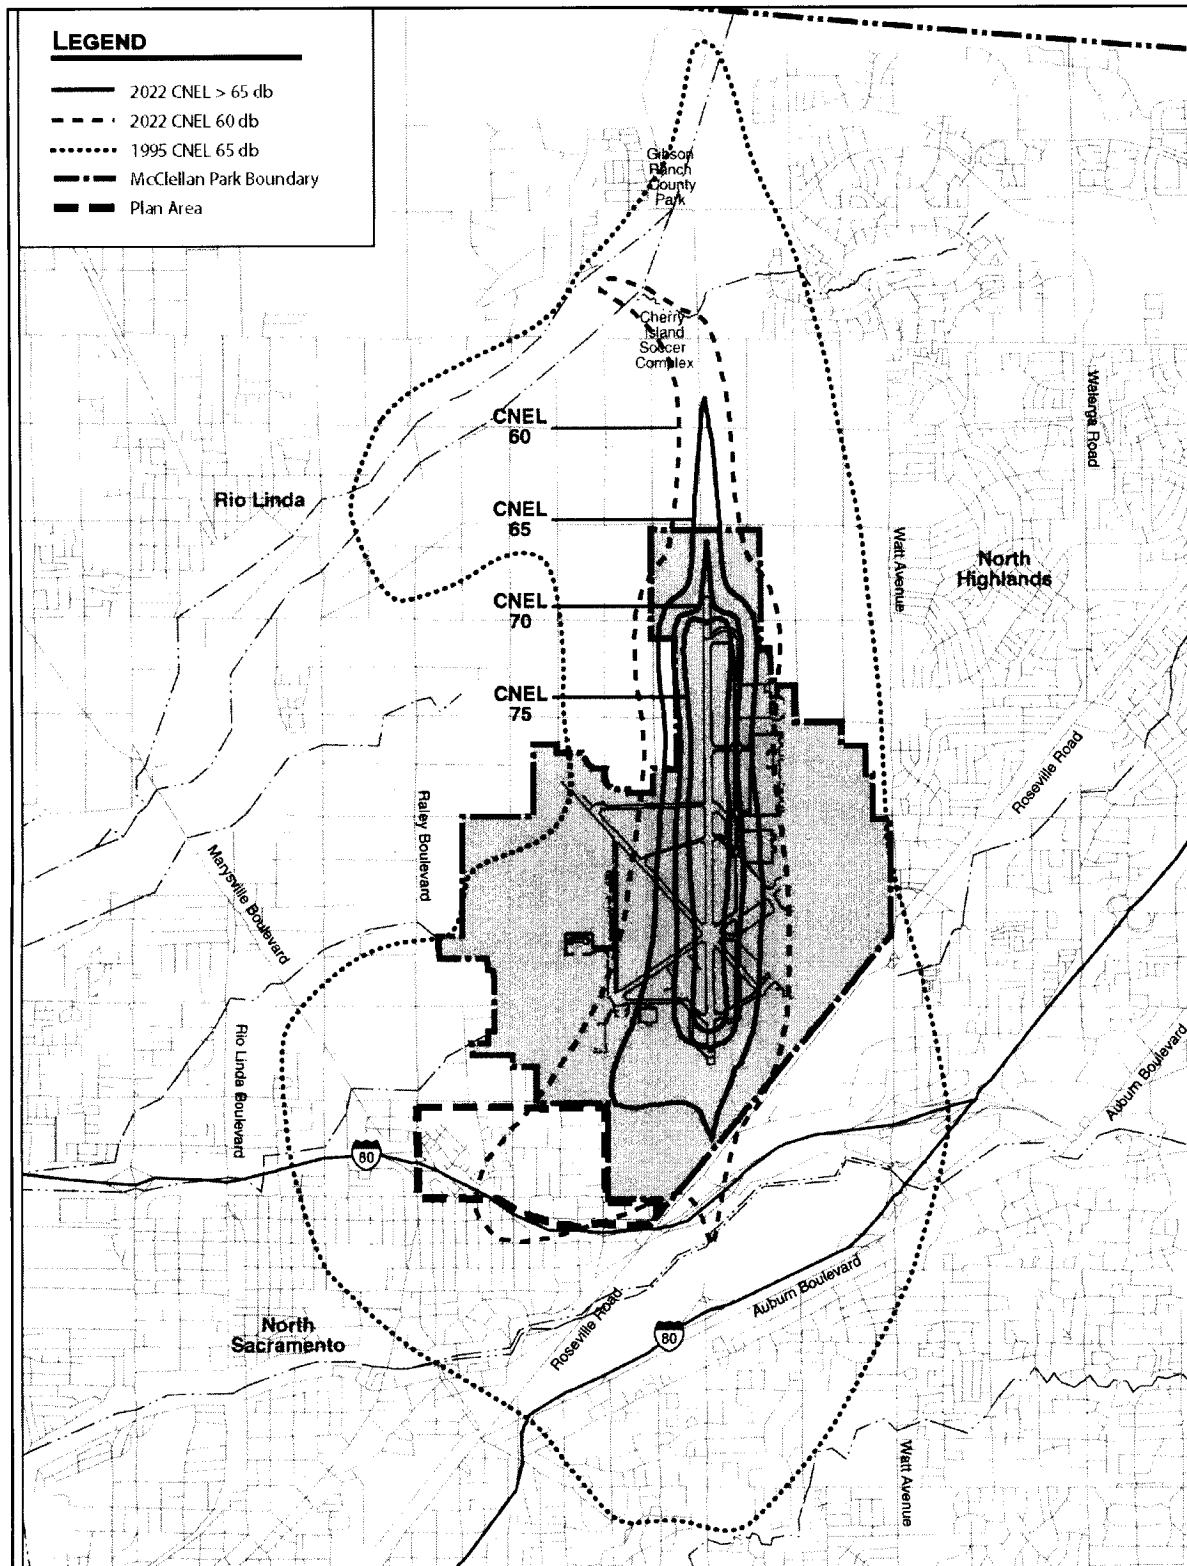 LEGEND
2022 CNEL > 65 db
2022 CNEL 60 db
1995 CNEL 65 db
McClellan Park Boundary
Plan Area
Gibson
Ranch
County
Park
Cherry
Island
Soccer
Complex
CNEL
60
Walerga Road
Rio Linda
CNEL
65
Watt Avenue
North
Highlands
CNEL
70
CNEL
75
Roseville Road
Raley Boulevard
Marysville Boulevard
Rio Linda Boulevard
Auburn Boulevard
80
North
Sacramento
Roseville Road
Auburn Boulevard
80
Watt Avenue